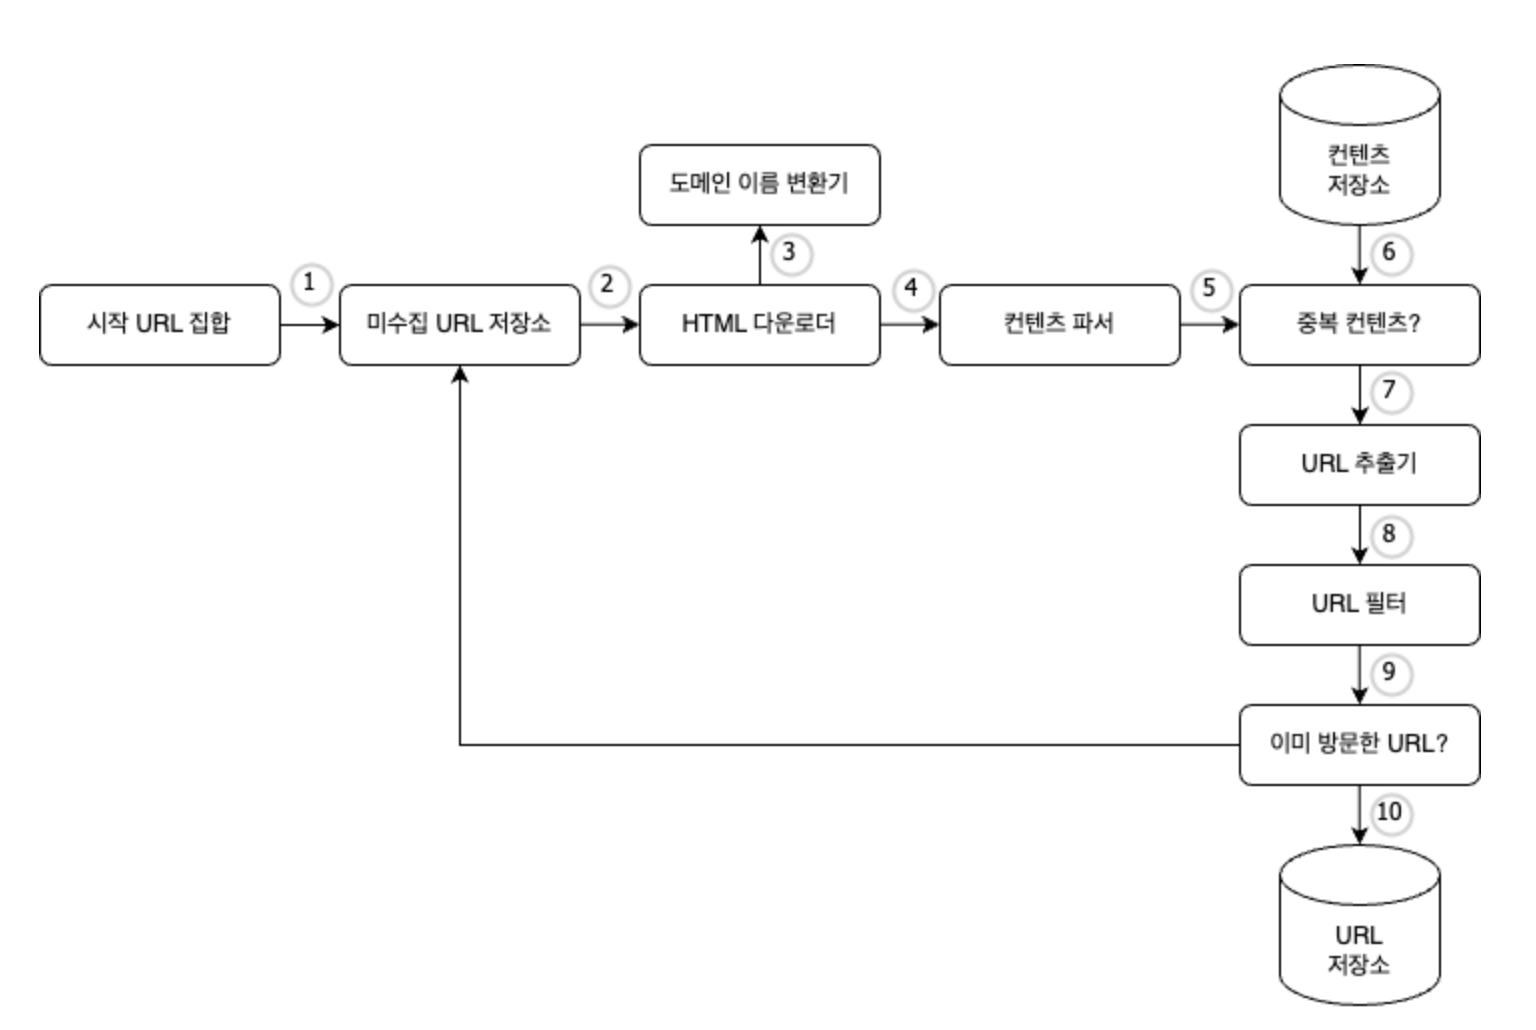 컨텐츠
저장소
도메인 이름 변환기
3
6
1
2
4
5
시작 URL 집합
미수집 URL 저장소
HTML 다운로더
컨텐츠 파서
중복 컨텐츠?
7
URL 추출기
8
URL 필터
9
이미 방문한 URL?
10
URL
저장소